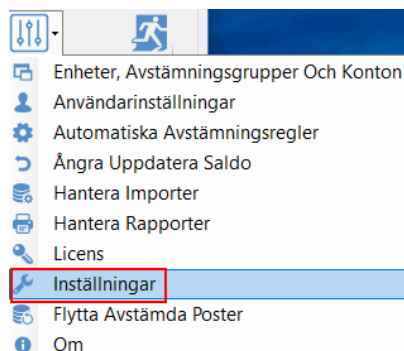 Enheter, Avstämningsgrupper Och Konton
Användarinställningar
Automatiska Avstämningsregler
Ångra Uppdatera Saldo
Hantera Importer
Hantera Rapporter
Licens
Inställningar
Flytta Avstämda Poster
Om